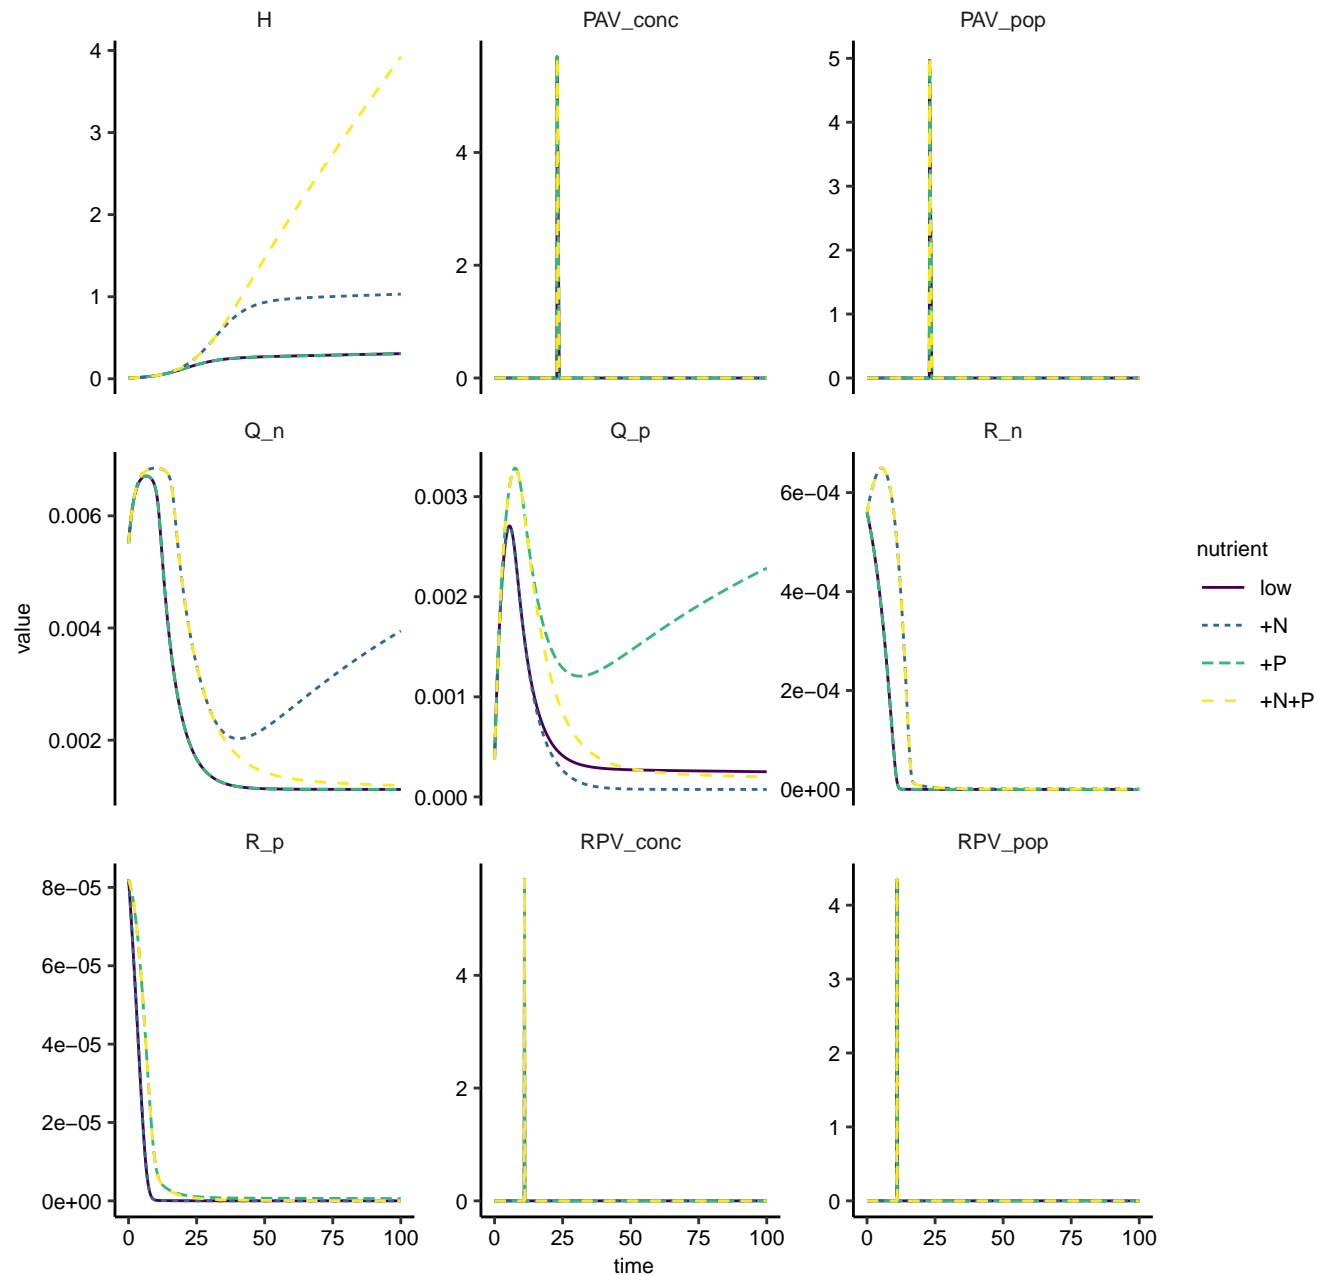 H
PAV_conc
PAV_pop
4
3
2
1
0
4
2
0
5
4
3
2
1
0
Q_n
Q_p
R_n
0.006
0.004
0.002
0.003
0.002
0.001
0.000
6e−04
4e−04
2e−04
0e+00
R_p
RPV_conc
RPV_pop
8e−05
6e−05
4e−05
2e−05
0e+00
4
2
0
4
3
2
1
0
0 25 50 75 100
0 25 50 75 100
0 25 50 75 100
time
value
nutrient
low
+N
+P
+N+P